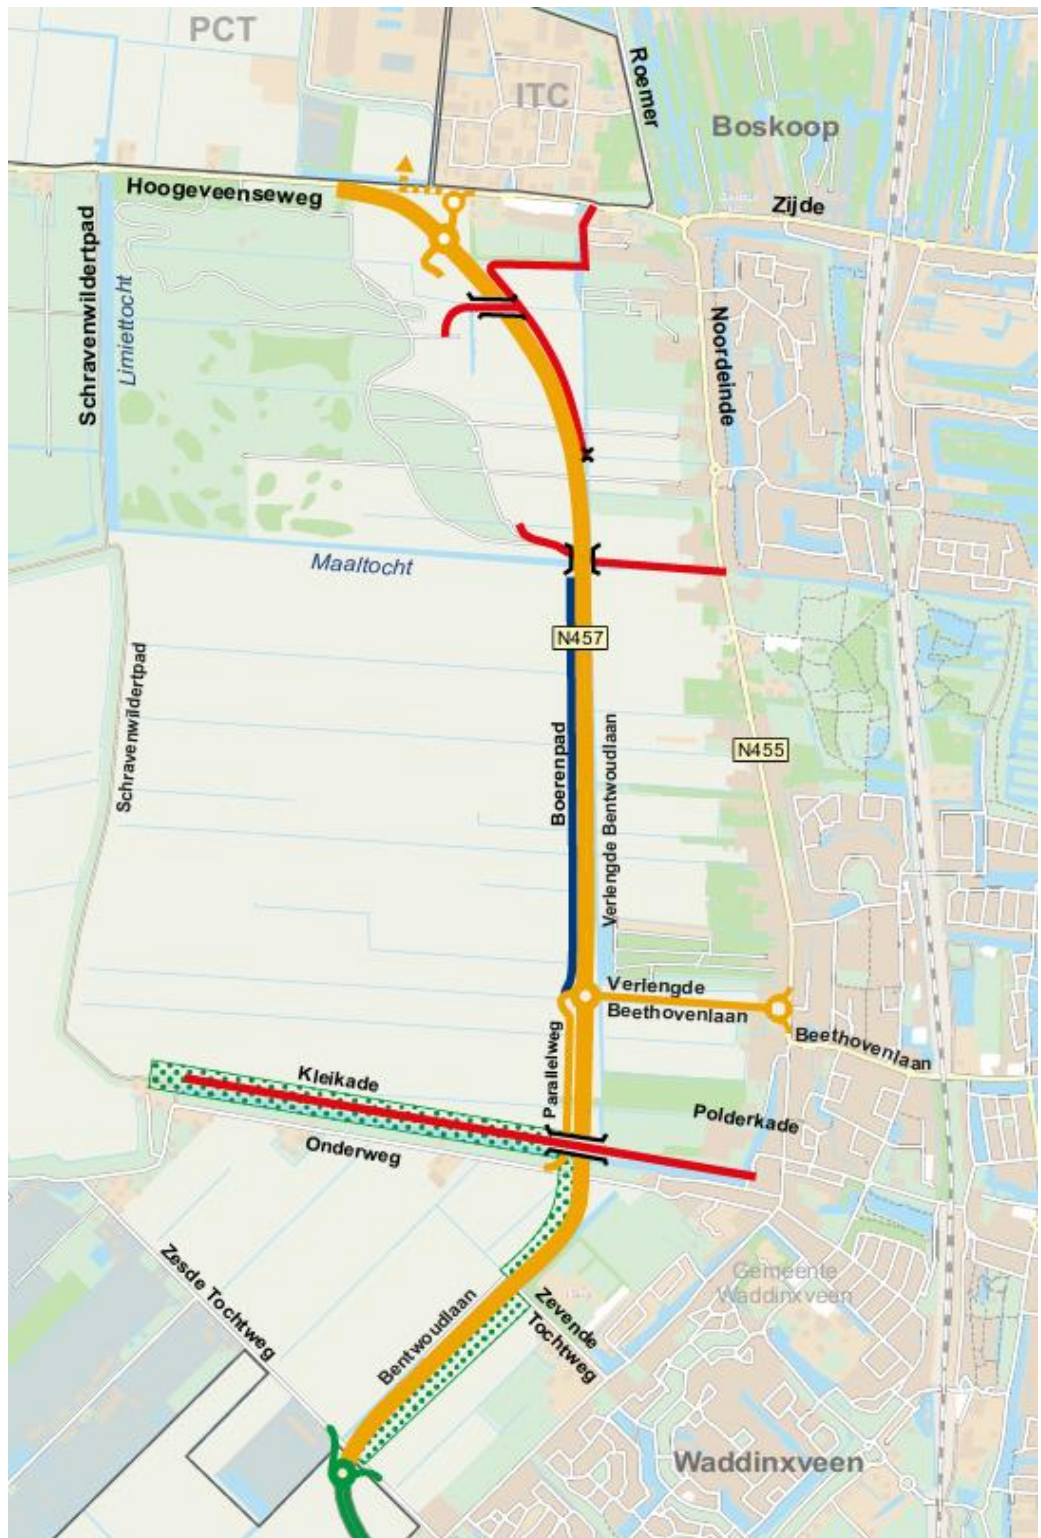 PCT
ITC
Roemer
Boskoop
Hoogeveenseweg
Zijde
Schravenwildertpad
Limiettocht
Noordeinde
Maaltocht
N457
Schravenwildertpad
Boerenpad
Verlengde Bentwoudlaan
N455
Verlengde
Beethovenlaan
Beethovenlaan
Parallelweg
Kleikade
Polderkade
Onderweg
Gemeente
Waddinxveen
Zesde Tochtweg
Bentwoudlaan
Zevende
Tochtweg
Waddinxveen